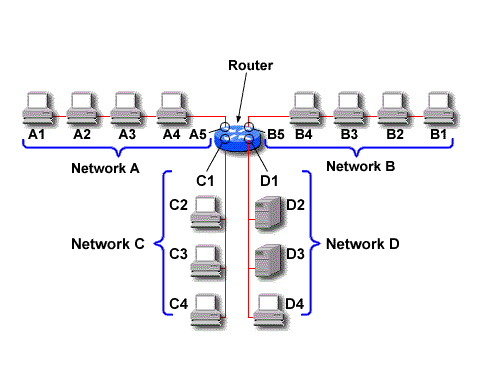 Router
A1 A2 A3 A4 A5 B5 B4 B3 B2 B1
Network A
Network B
C1 D1
C2 D2
Network C
Network D
C3 D3
C4 D4